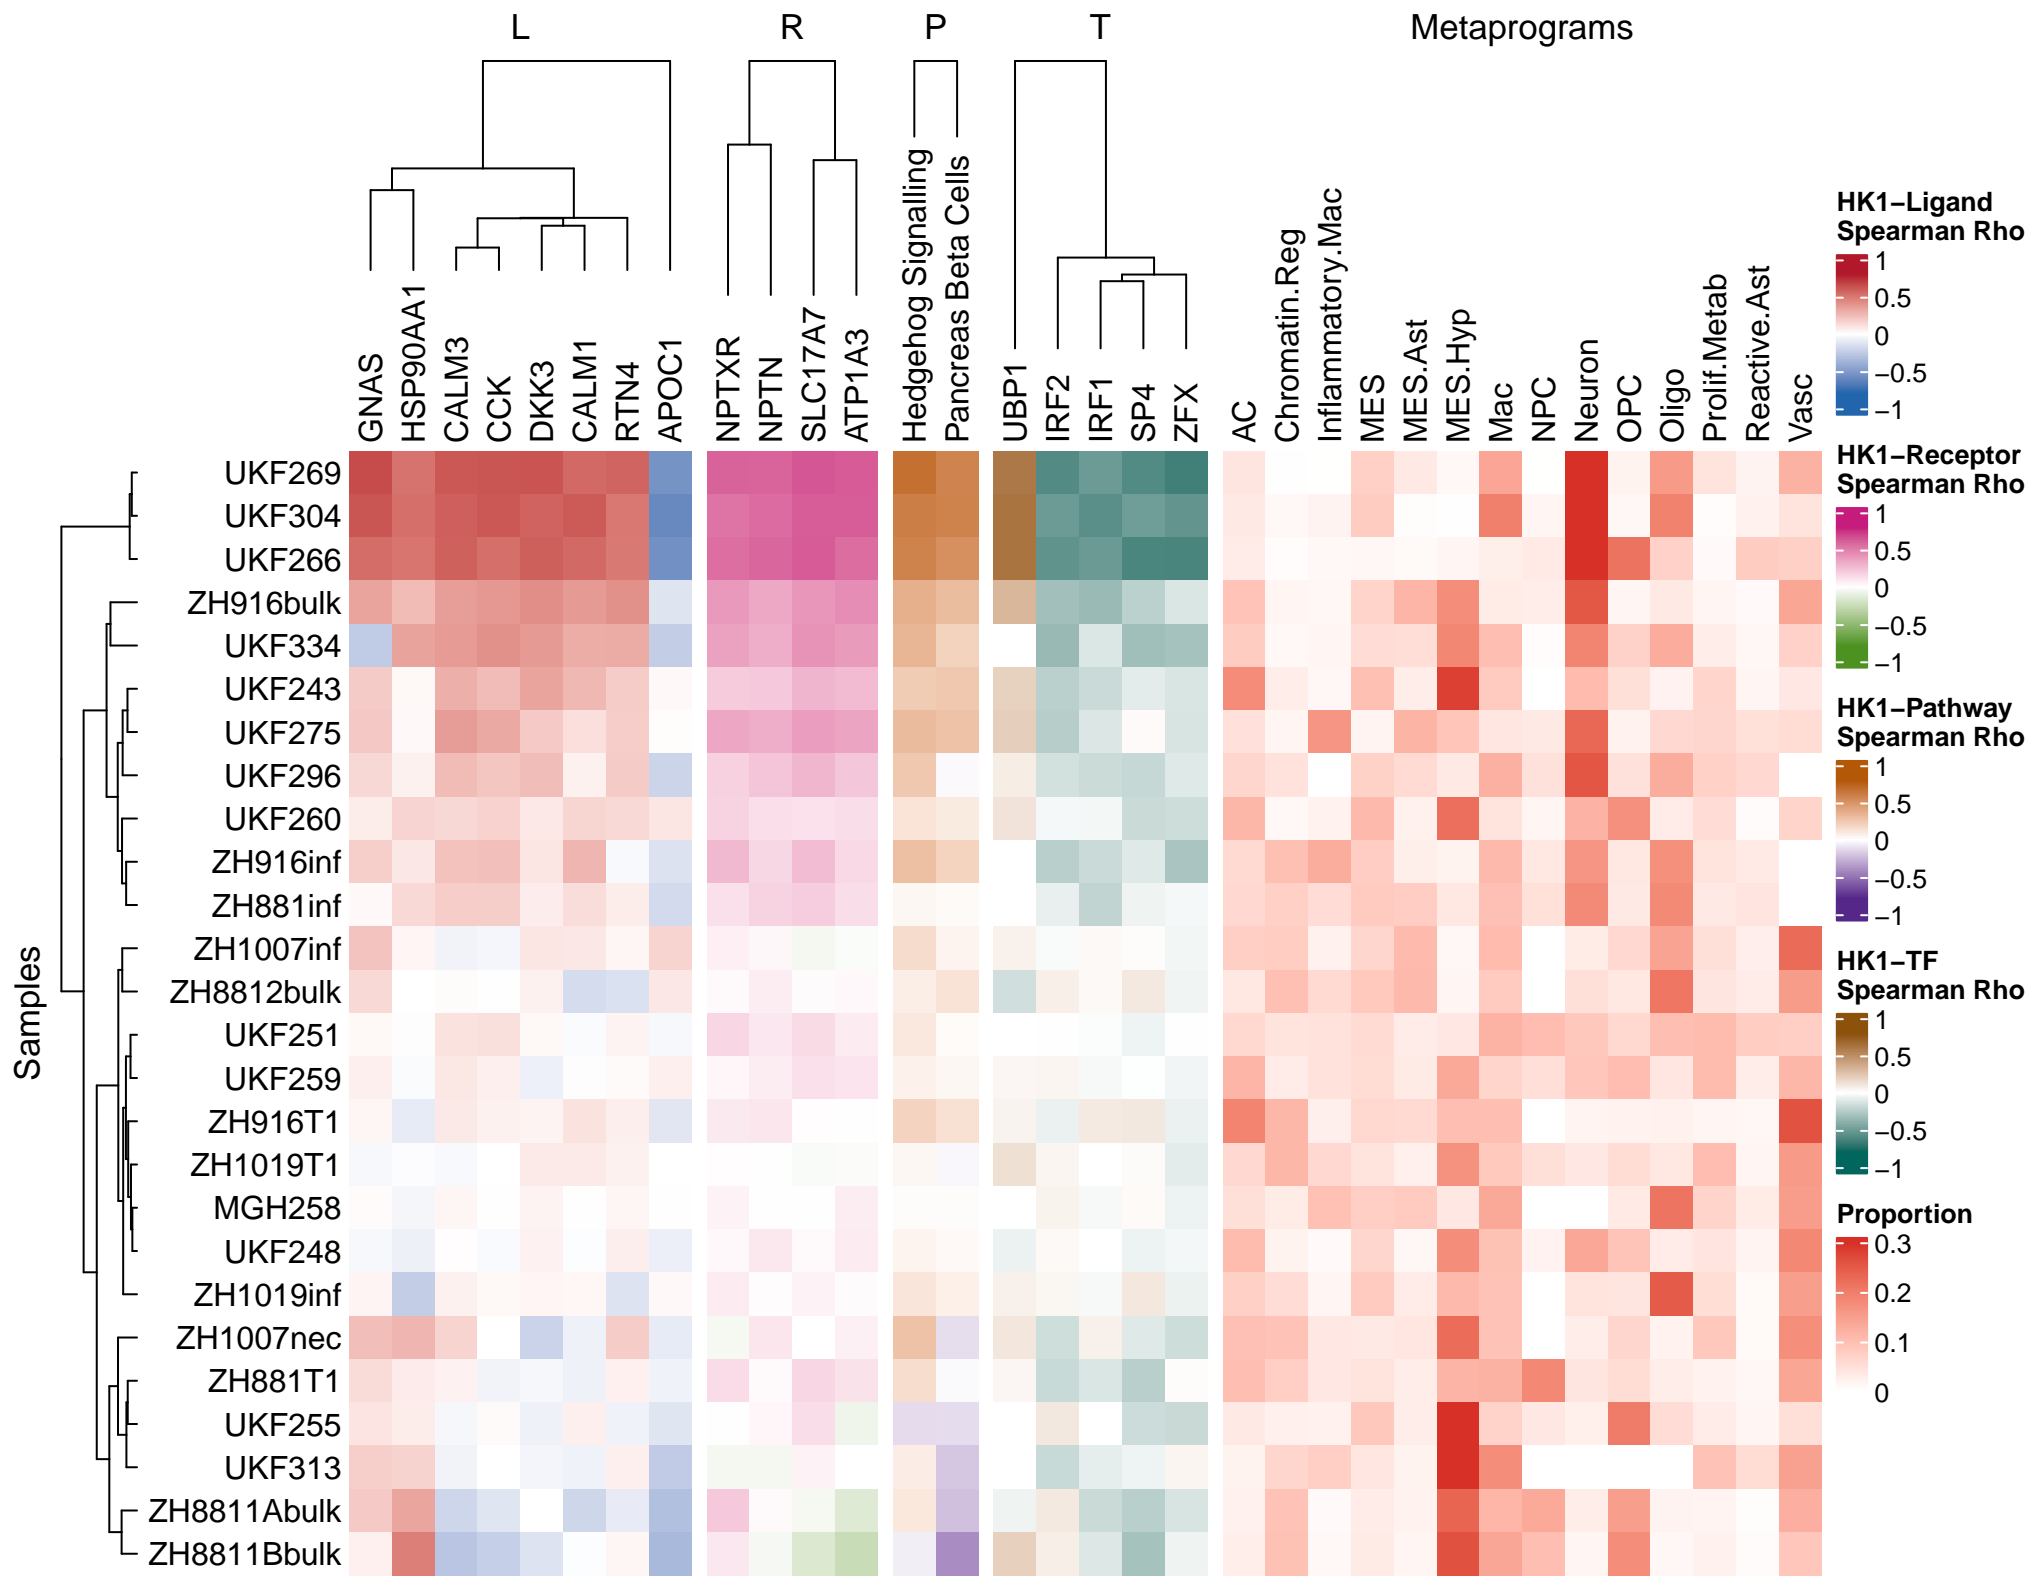 L
R
P
T
Metaprograms
GNAS
HSP90AA1
CALM3
CCK
DKK3
CALM1
RTN4
APOC1
NPTXR
NPTN
SLC17A7
ATP1A3
Hedgehog Signalling
Pancreas Beta Cells
UBP1
IRF2
IRF1
SP4
ZFX
AC
Chromatin.Reg
Inflammatory.Mac
MES
MES.Ast
MES.Hyp
Mac
NPC
Neuron
OPC
Oligo
Prolif.Metab
Reactive.Ast
Vasc
Samples
UKF269
UKF304
UKF266
ZH916bulk
UKF334
UKF243
UKF275
UKF296
UKF260
ZH916inf
ZH881inf
ZH1007inf
ZH8812bulk
UKF251
UKF259
ZH916T1
ZH1019T1
MGH258
UKF248
ZH1019inf
ZH1007nec
ZH881T1
UKF255
UKF313
ZH8811Abulk
ZH8811Bbulk
HK1−Ligand
Spearman Rho
1
0.5
0
−0.5
−1
HK1−Receptor
Spearman Rho
1
0.5
0
−0.5
−1
HK1−Pathway
Spearman Rho
1
0.5
0
−0.5
−1
HK1−TF
Spearman Rho
1
0.5
0
−0.5
−1
Proportion
0.3
0.2
0.1
0